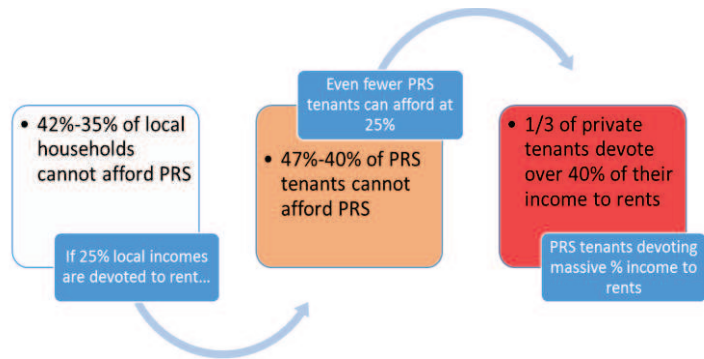 • 42%-35% of local
households
cannot afford PRS
If 25% local incomes
are devoted to rent...
Even fewer PRS
tenants can afford at
25%
• 47%-40% of PRS
tenants cannot
afford PRS
• 1/3 of private
tenants devote
over 40% of their
income to rents
PRS tenants devoting
massive % income to
rents